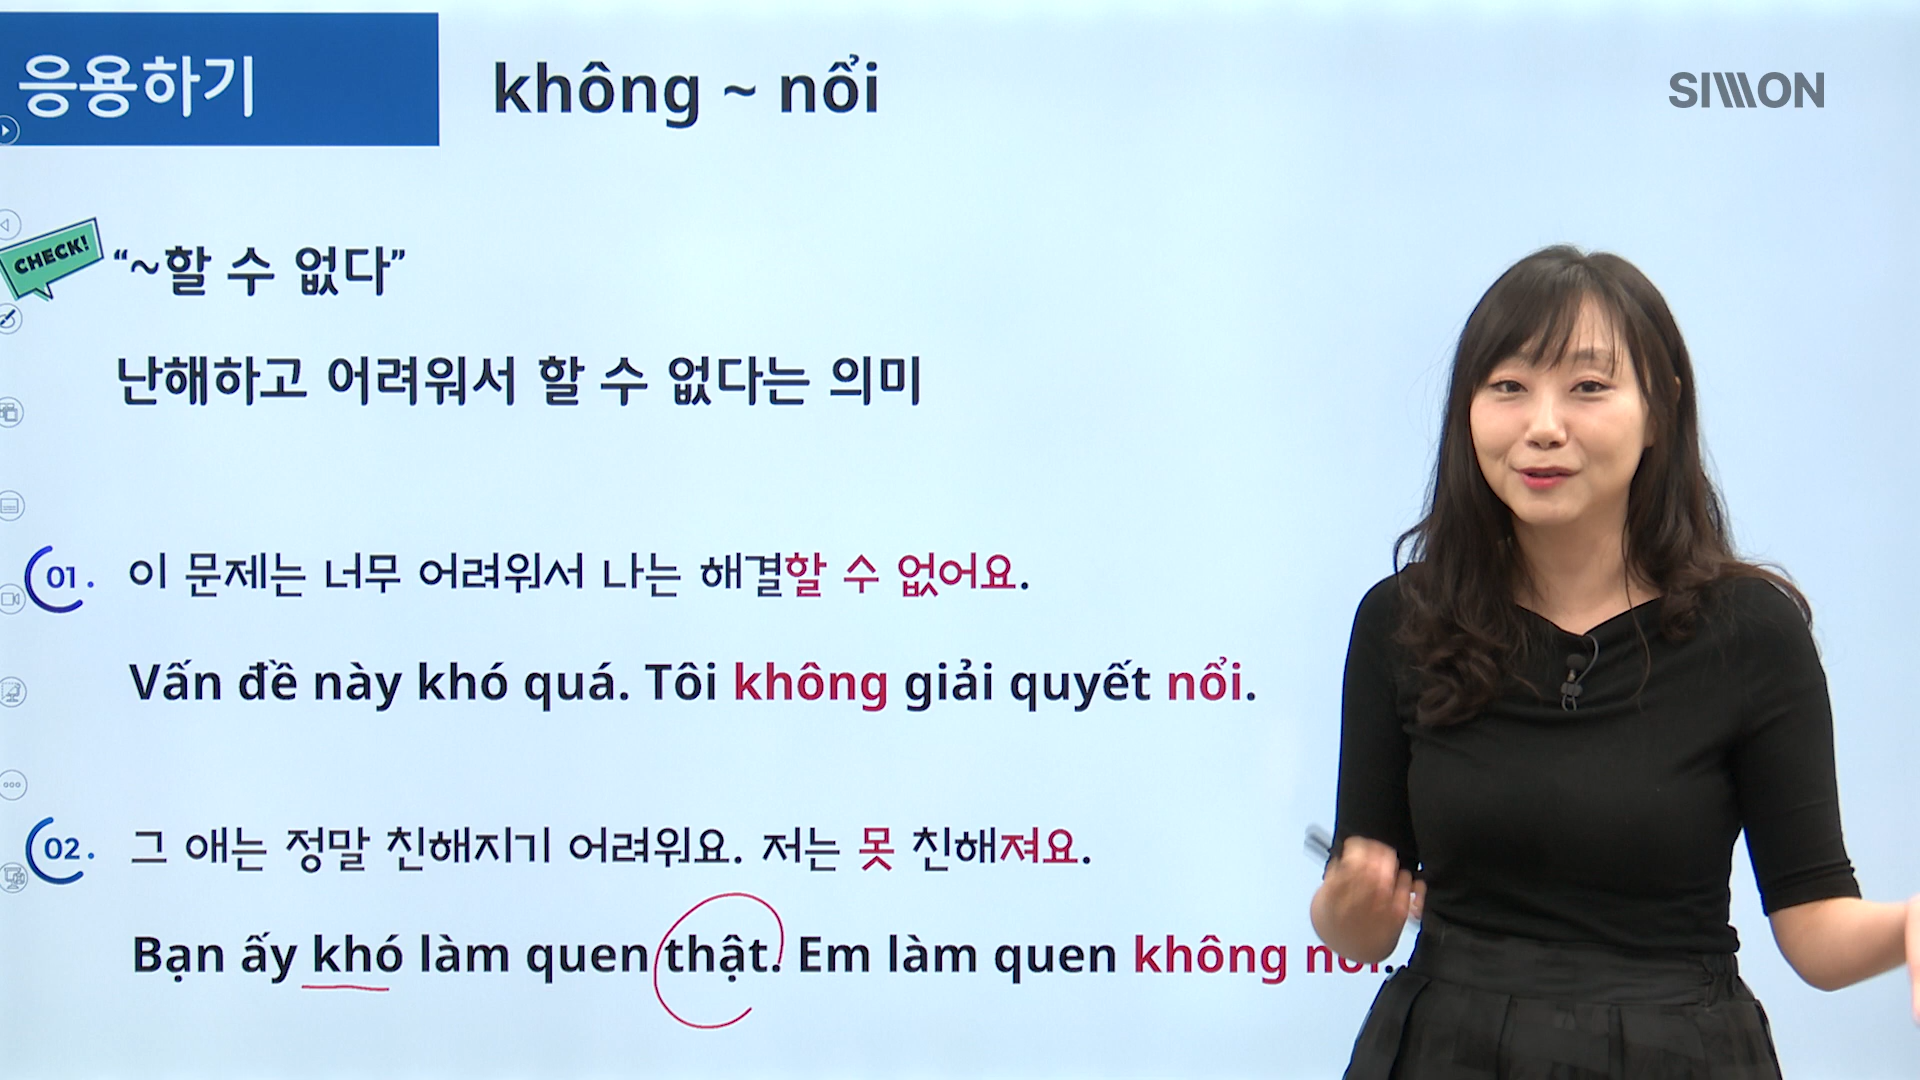 응용하기
không ~ nổi
SIWON
CHECK!
“~할 수 없다”
난해하고 어려워서 할 수 없다는 의미
01. 이 문제는 너무 어려워서 나는 해결할 수 없어요.
Vấn đề này khó quá. Tôi không giải quyết nổi.
02. 그 애는 정말 친해지기 어려워요. 저는 못 친해져요.
Bạn ấy khó làm quen thật. Em làm quen không nổi.